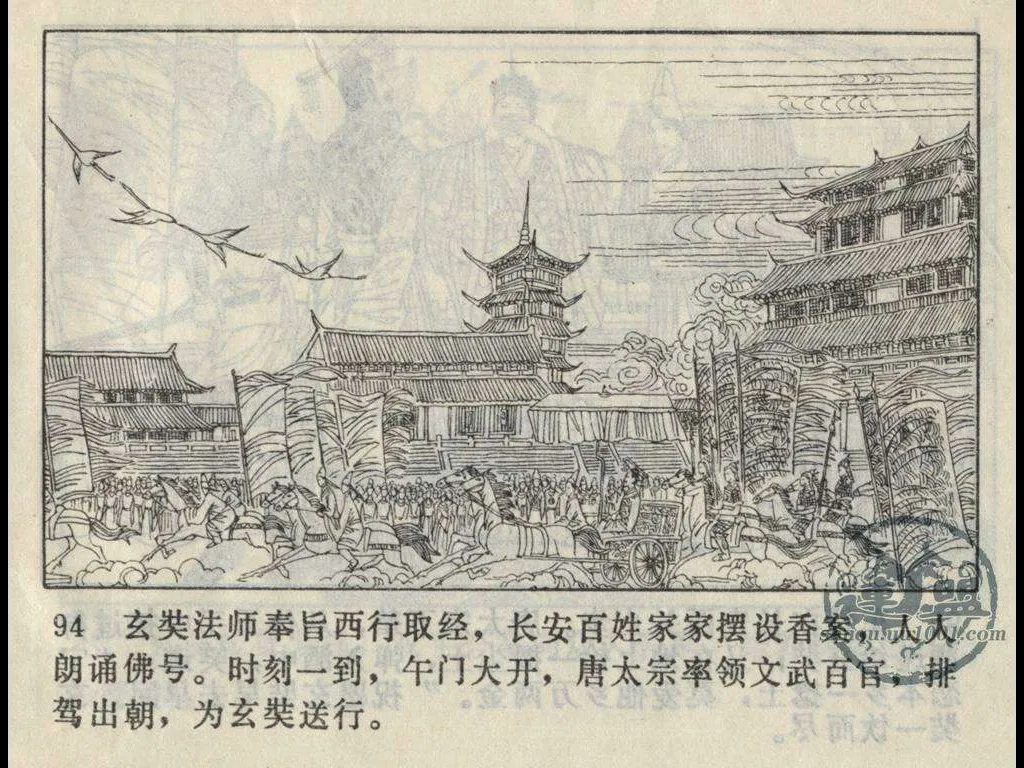 94 玄奘法师奉旨西行取经，长安百姓家家摆设香案，人人
朗诵佛号。时刻一到，午门大开，唐太宗率领文武百官，排
驾出朝，为玄奘送行。
shaonmo1001.com